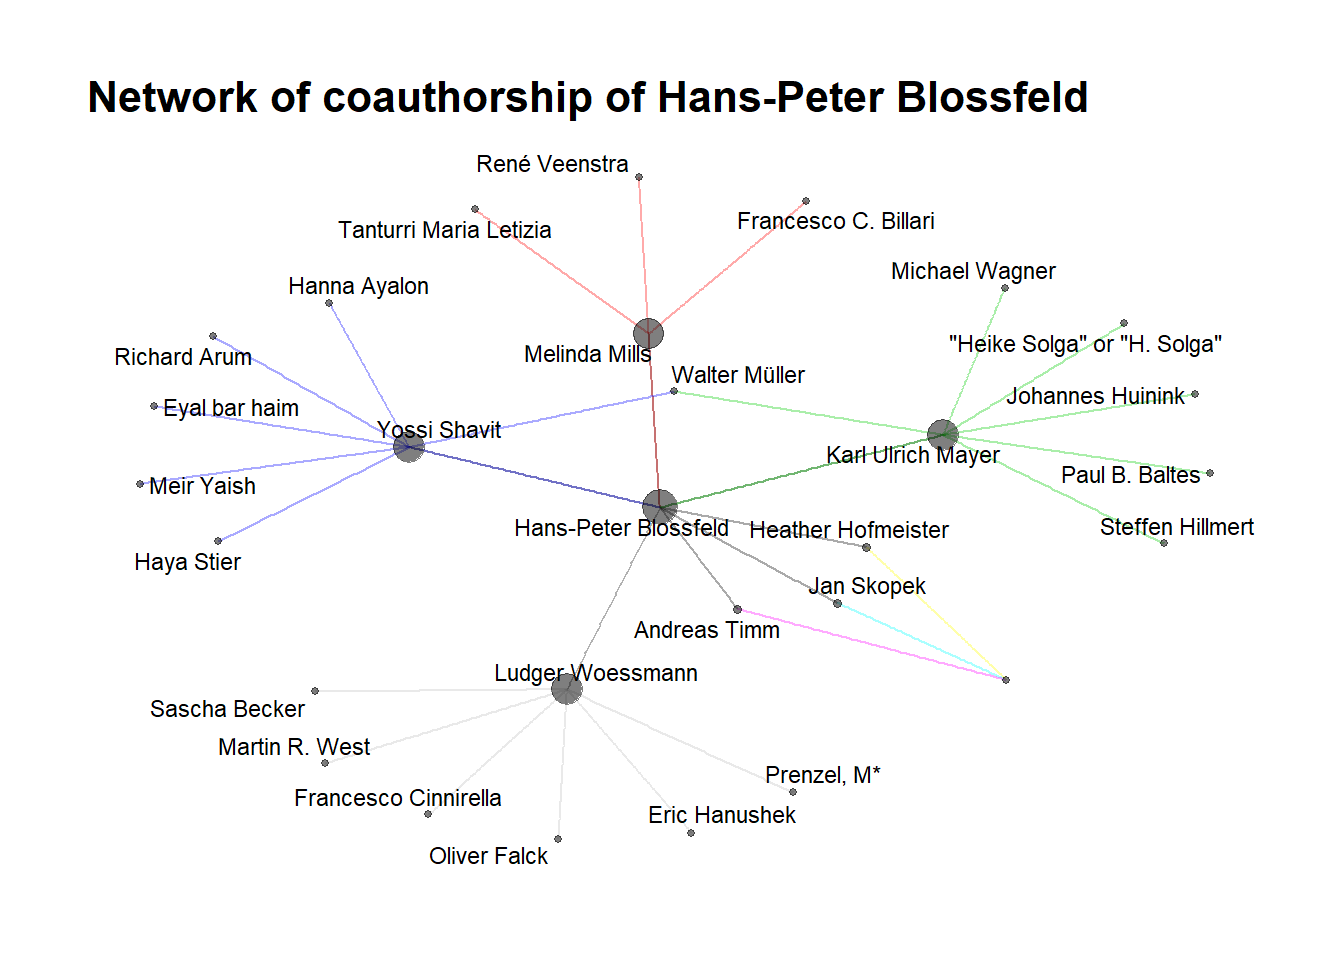 Network of coauthorship of Hans-Peter Blossfeld
René Veenstra
Francesco C. Billari
Tanturri Maria Letizia
Michael Wagner
Hanna Ayalon
"Heike Solga" or "H. Solga"
Melinda Mills
Richard Arum
Walter Müller
Johannes Huinink
Eyal bar haim
Yossi Shavit
Karl Ulrich Mayer
Paul B. Baltes
Meir Yaish
Hans-Peter Blossfeld
Heather Hofmeister
Steffen Hillmert
Haya Stier
Jan Skopek
Andreas Timm
Ludger Woessmann
Sascha Becker
Martin R. West
Prenzel, M*
Francesco Cinnirella
Eric Hanushek
Oliver Falck